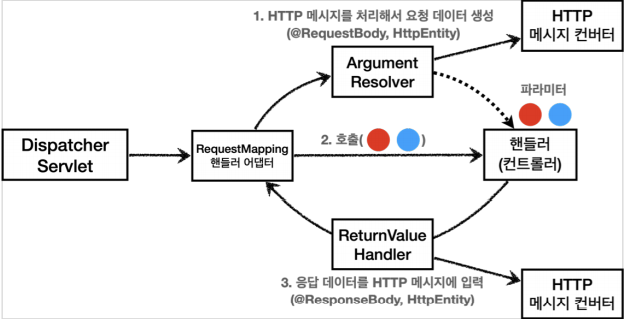 1. HTTP 메시지를 처리해서 요청 데이터 생성
(@RequestBody, HttpEntity)
HTTP
메시지 컨버터
Argument
Resolver
파라미터
Dispatcher
Servlet
RequestMapping
핸들러 어댑터
2. 호출( )
핸들러
(컨트롤러)
ReturnValue
Handler
3. 응답 데이터를 HTTP 메시지에 입력
(@ResponseBody, HttpEntity)
HTTP
메시지 컨버터